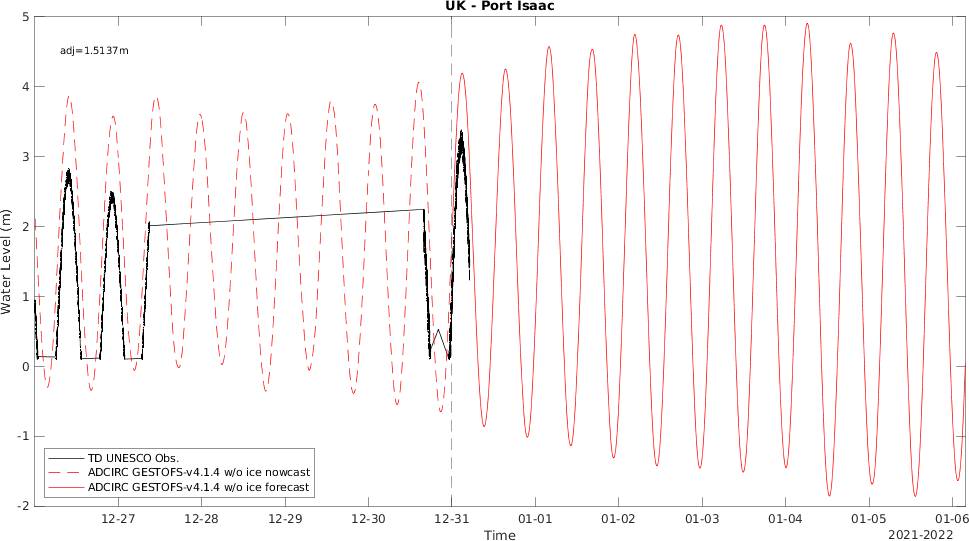 UK - Port Isaac
adj=1.5137m
5
4
3
2
1
0
-1
-2
Water Level (m)
TD UNESCO Obs.
ADCIRC GESTOFS-v4.1.4 w/o ice nowcast
ADCIRC GESTOFS-v4.1.4 w/o ice forecast
12-27 12-28 12-29 12-30 12-31 01-01 01-02 01-03 01-04 01-05 01-06
Time
2021-2022